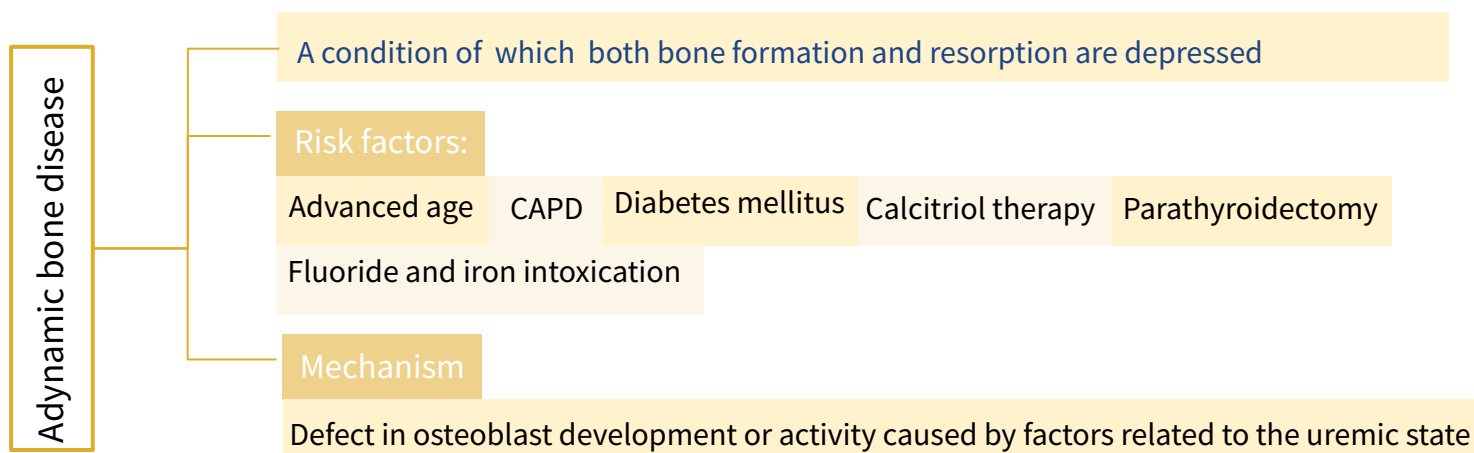 Adynamic bone disease
A condition of which both bone formation and resorption are depressed
Risk factors:
Advanced age CAPD Diabetes mellitus Calcitriol therapy Parathyroidectomy
Fluoride and iron intoxication
Mechanism
Defect in osteoblast development or activity caused by factors related to the uremic state